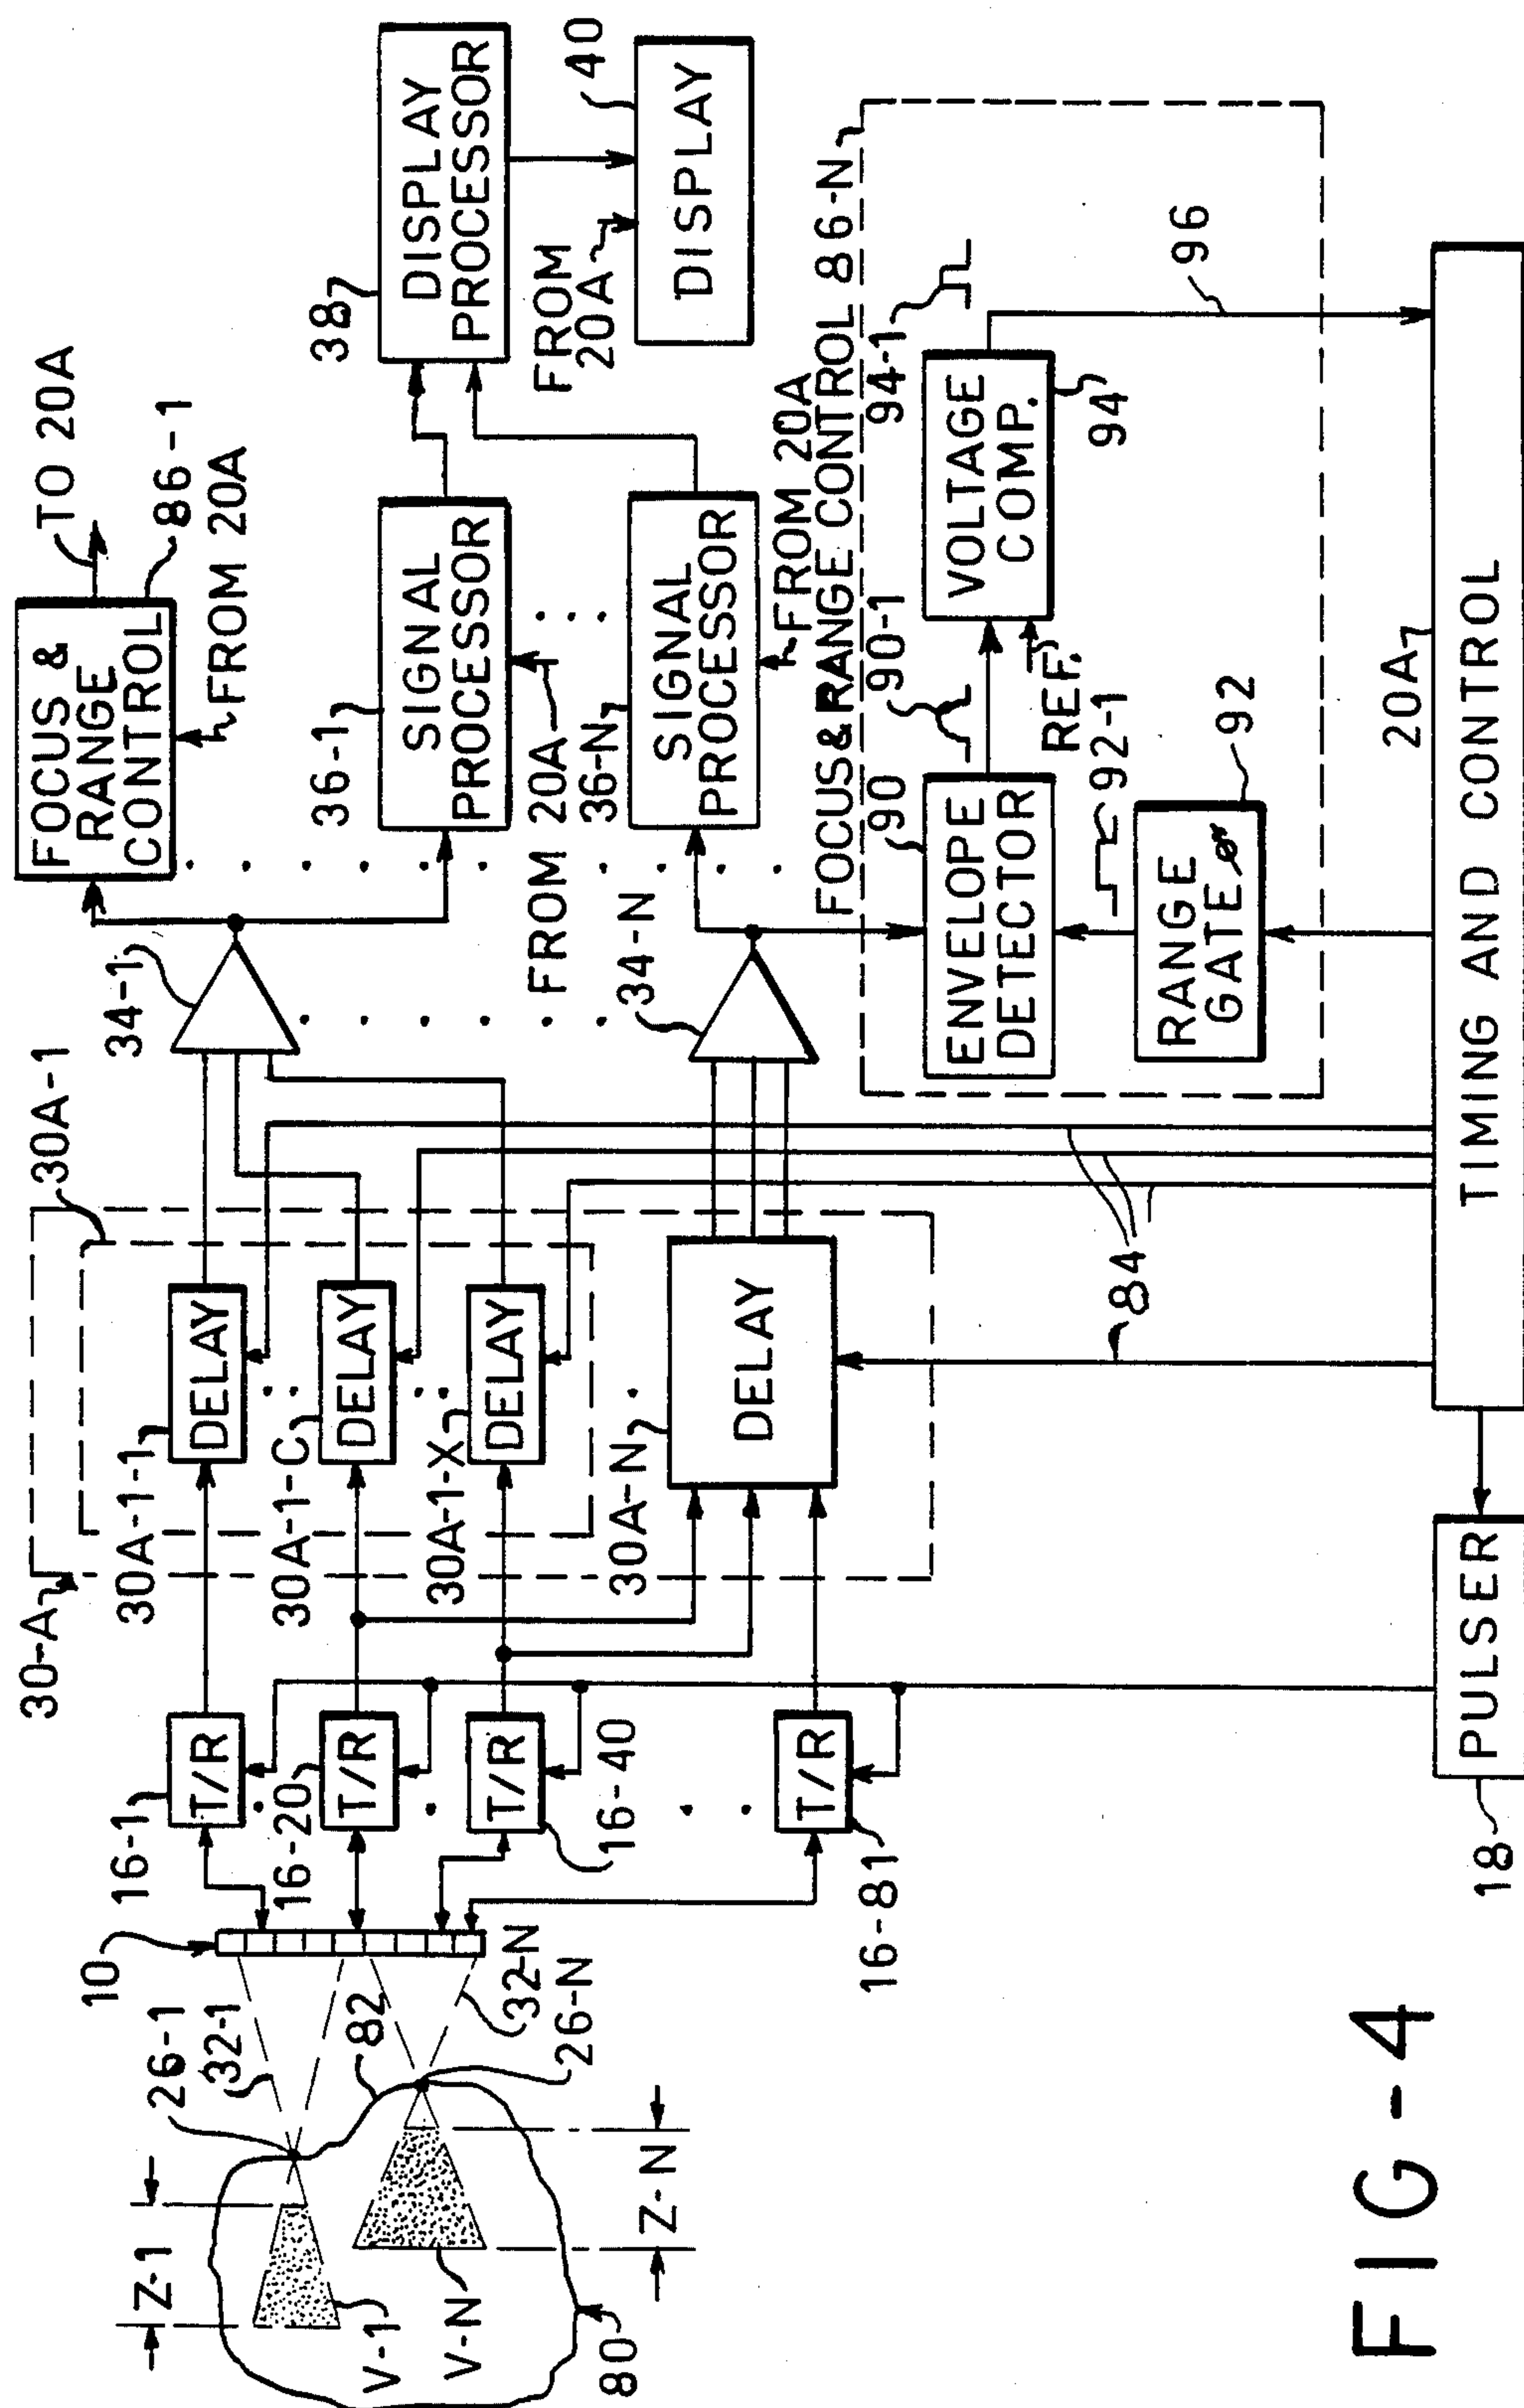 10
26-1
32-1
82
32-N
26-N
Z-1
V-1
V-N
Z-N
80
16-1
T/R
16-20
T/R
T/R
16-40
T/R
16-81
30-A
30A-1
30A-1-1
DELAY
30A-1-C
DELAY
30A-1-X
DELAY
30A-N
DELAY
84
34-1
34-N
FOCUS &
RANGE
CONTROL
TO 20A
86-1
FROM 20A
36-1
SIGNAL
PROCESSOR
FROM 20A
36-N
SIGNAL
PROCESSOR
FROM 20A
38
DISPLAY
PROCESSOR
FROM
20A
40
DISPLAY
FOCUS & RANGE CONTROL 86-N
90
ENVELOPE
DETECTOR
90-1
REF.
92-1
RANGE
GATE
92
94-1
VOLTAGE
COMP.
94
96
20A
TIMING AND CONTROL
PULSER
18
FIG-4